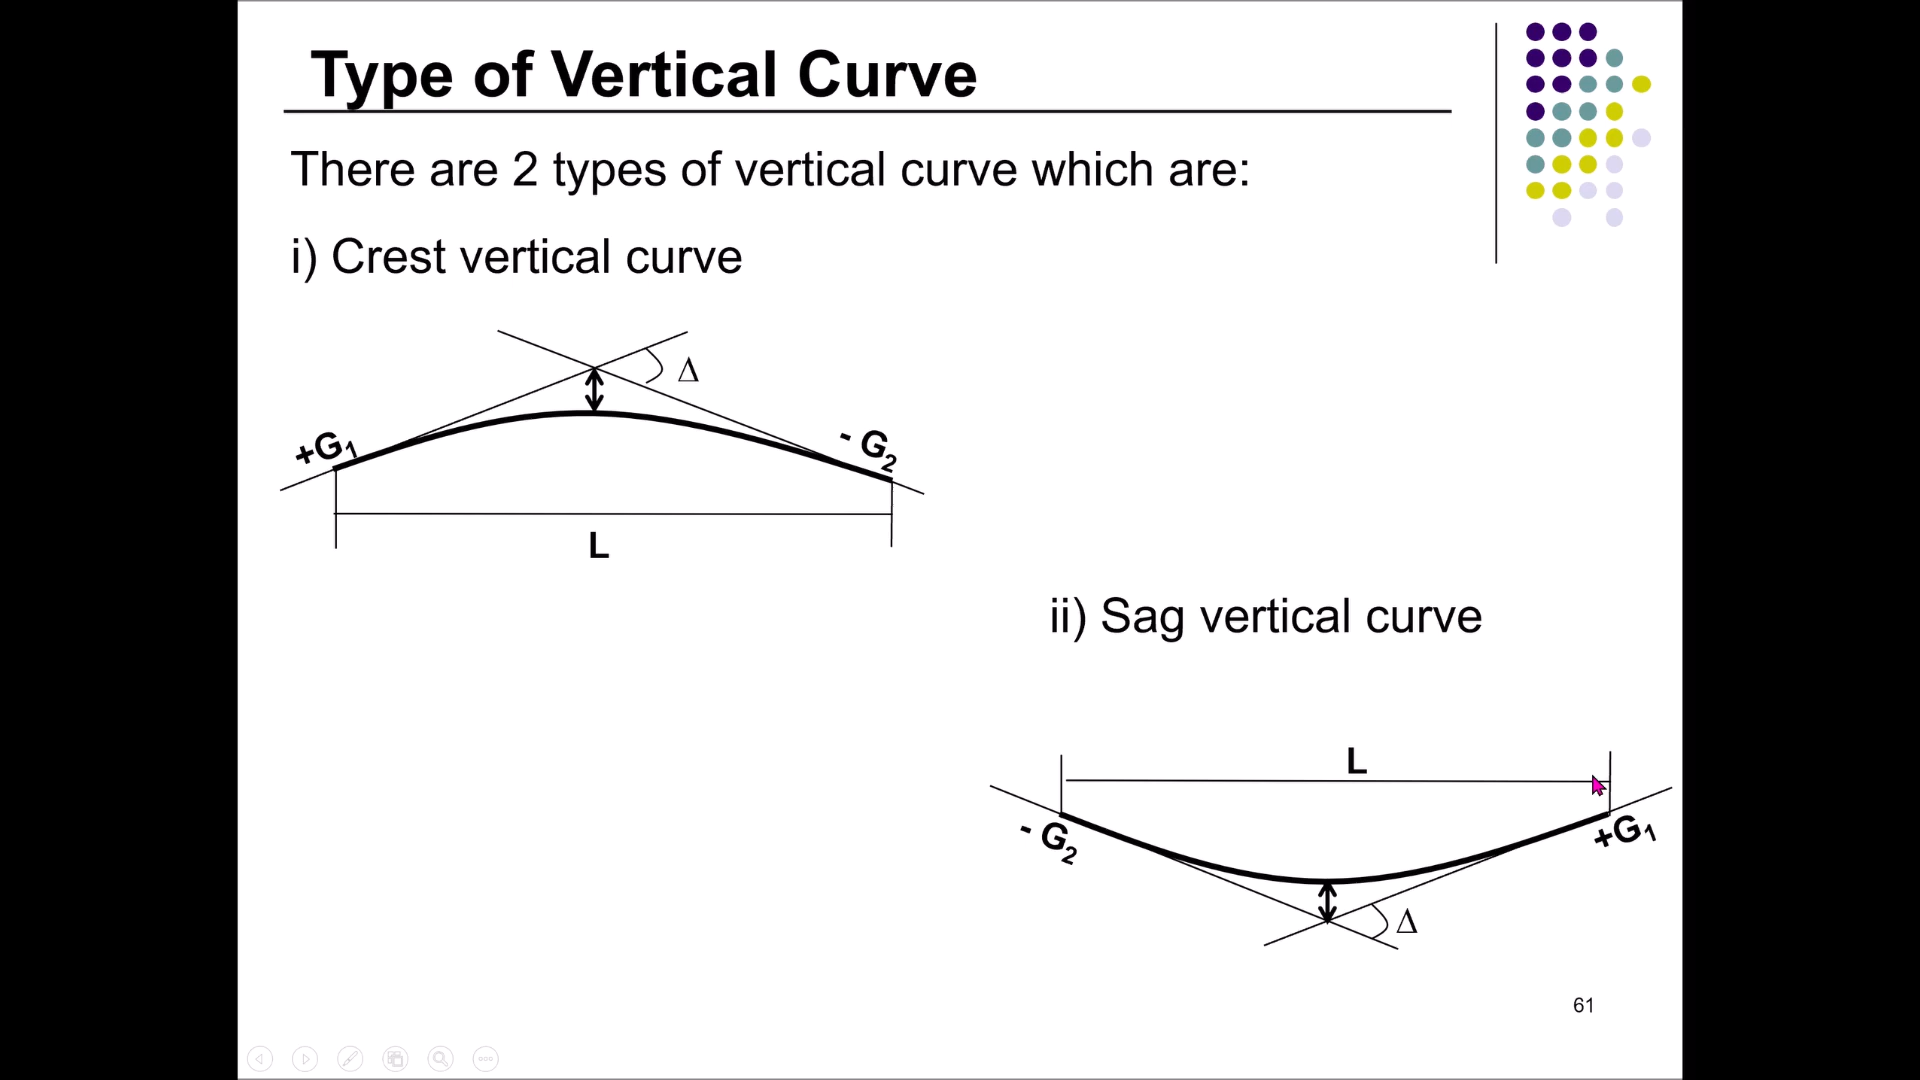 Type of Vertical Curve
There are 2 types of vertical curve which are:
i) Crest vertical curve
Δ
+G₁
- G₂
L
ii) Sag vertical curve
L
- G₂
+G₁
Δ
61